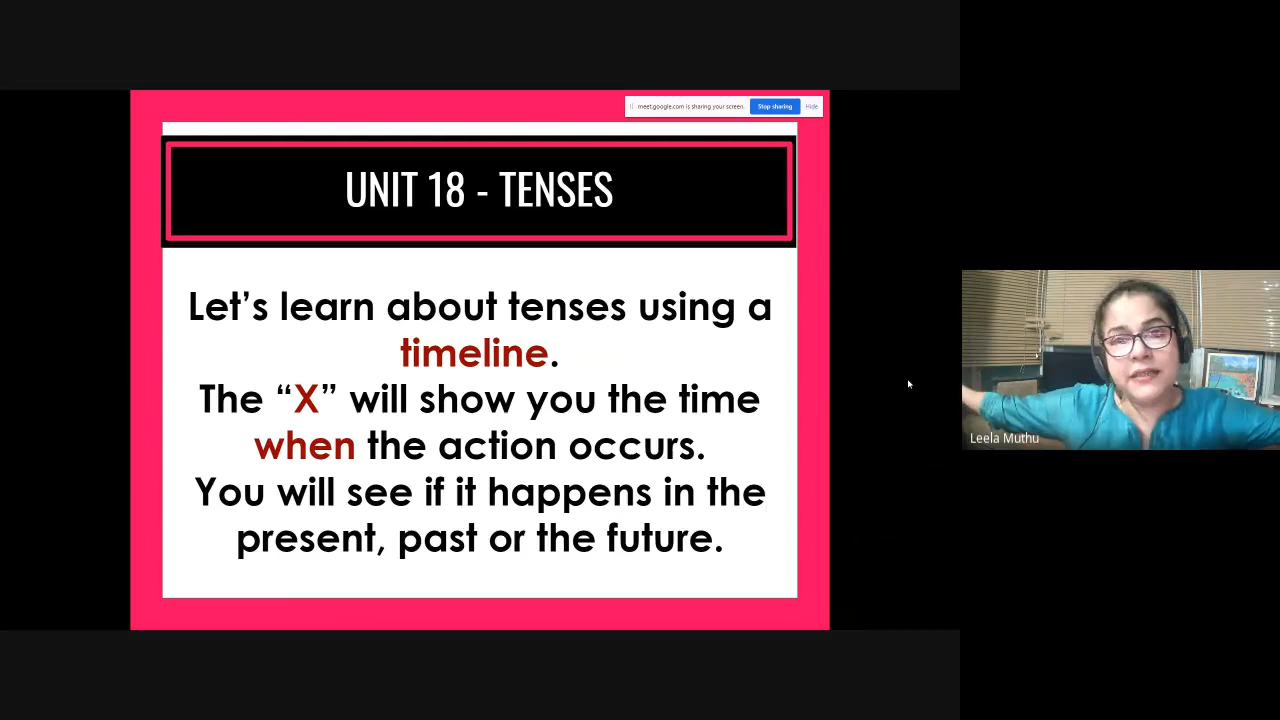 meet.google.com is sharing your screen. Stop sharing Hide
UNIT 18 - TENSES
Let's learn about tenses using a
timeline.
The “X” will show you the time
when the action occurs.
You will see if it happens in the
present, past or the future.
Leela Muthu